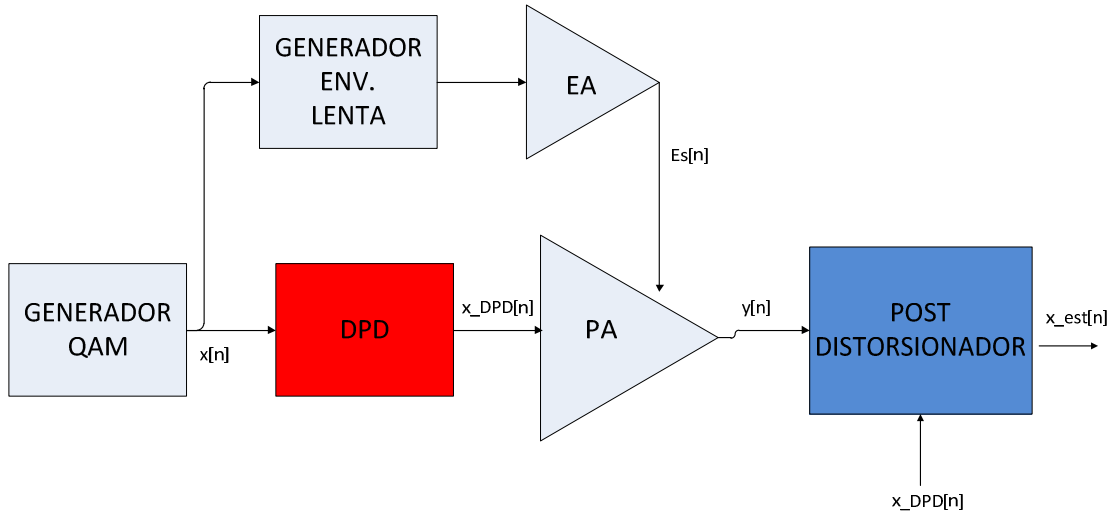 GENERADOR
ENV.
LENTA
EA
Es[n]
GENERADOR
QAM
x[n]
DPD
x_DPD[n]
PA
y[n]
POST
DISTORSIONADOR
x_est[n]
x_DPD[n]